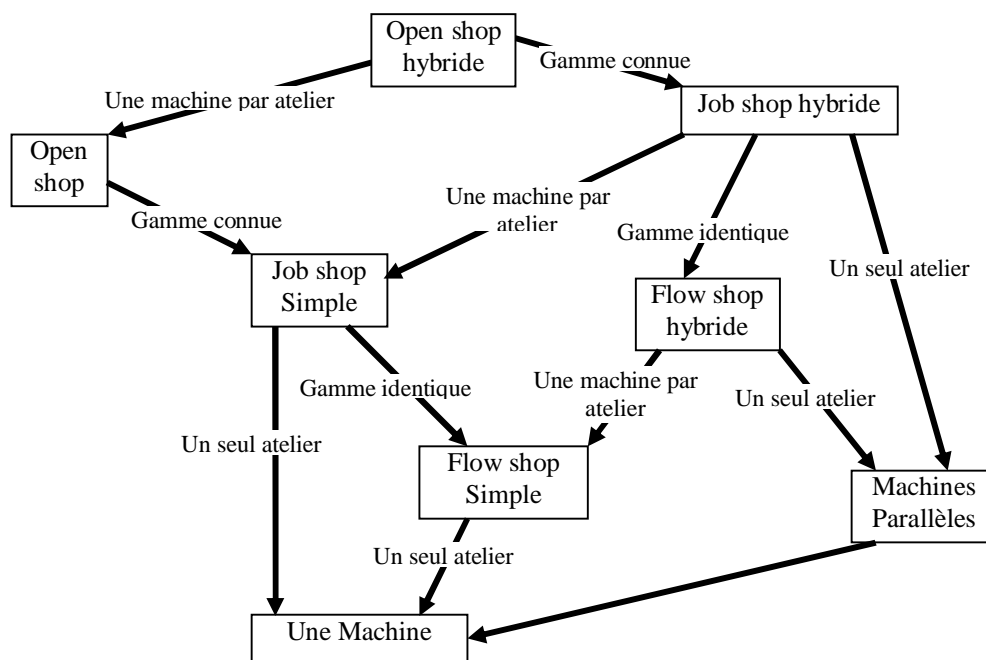 Open shop
hybride
Gamme connue
Une machine par atelier
Job shop hybride
Open
shop
Une machine par
atelier
Gamme connue
Gamme identique
Un seul atelier
Job shop
Simple
Flow shop
hybride
Gamme identique
Une machine par
atelier
Un seul atelier
Un seul atelier
Flow shop
Simple
Machines
Parallèles
Un seul atelier
Une Machine